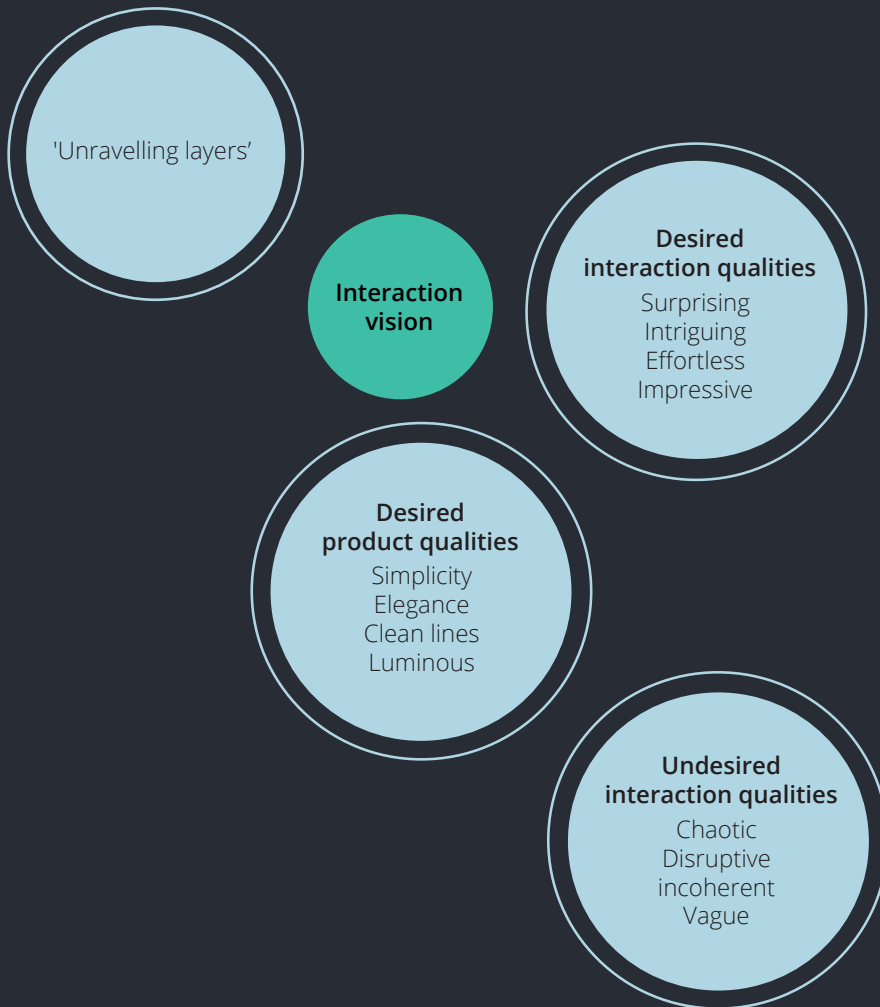 'Unravelling layers’
Interaction
vision
Desired
interaction qualities
Surprising
Intriguing
Effortless
Impressive
Desired
product qualities
Simplicity
Elegance
Clean lines
Luminous
Undesired
interaction qualities
Chaotic
Disruptive
incoherent
Vague